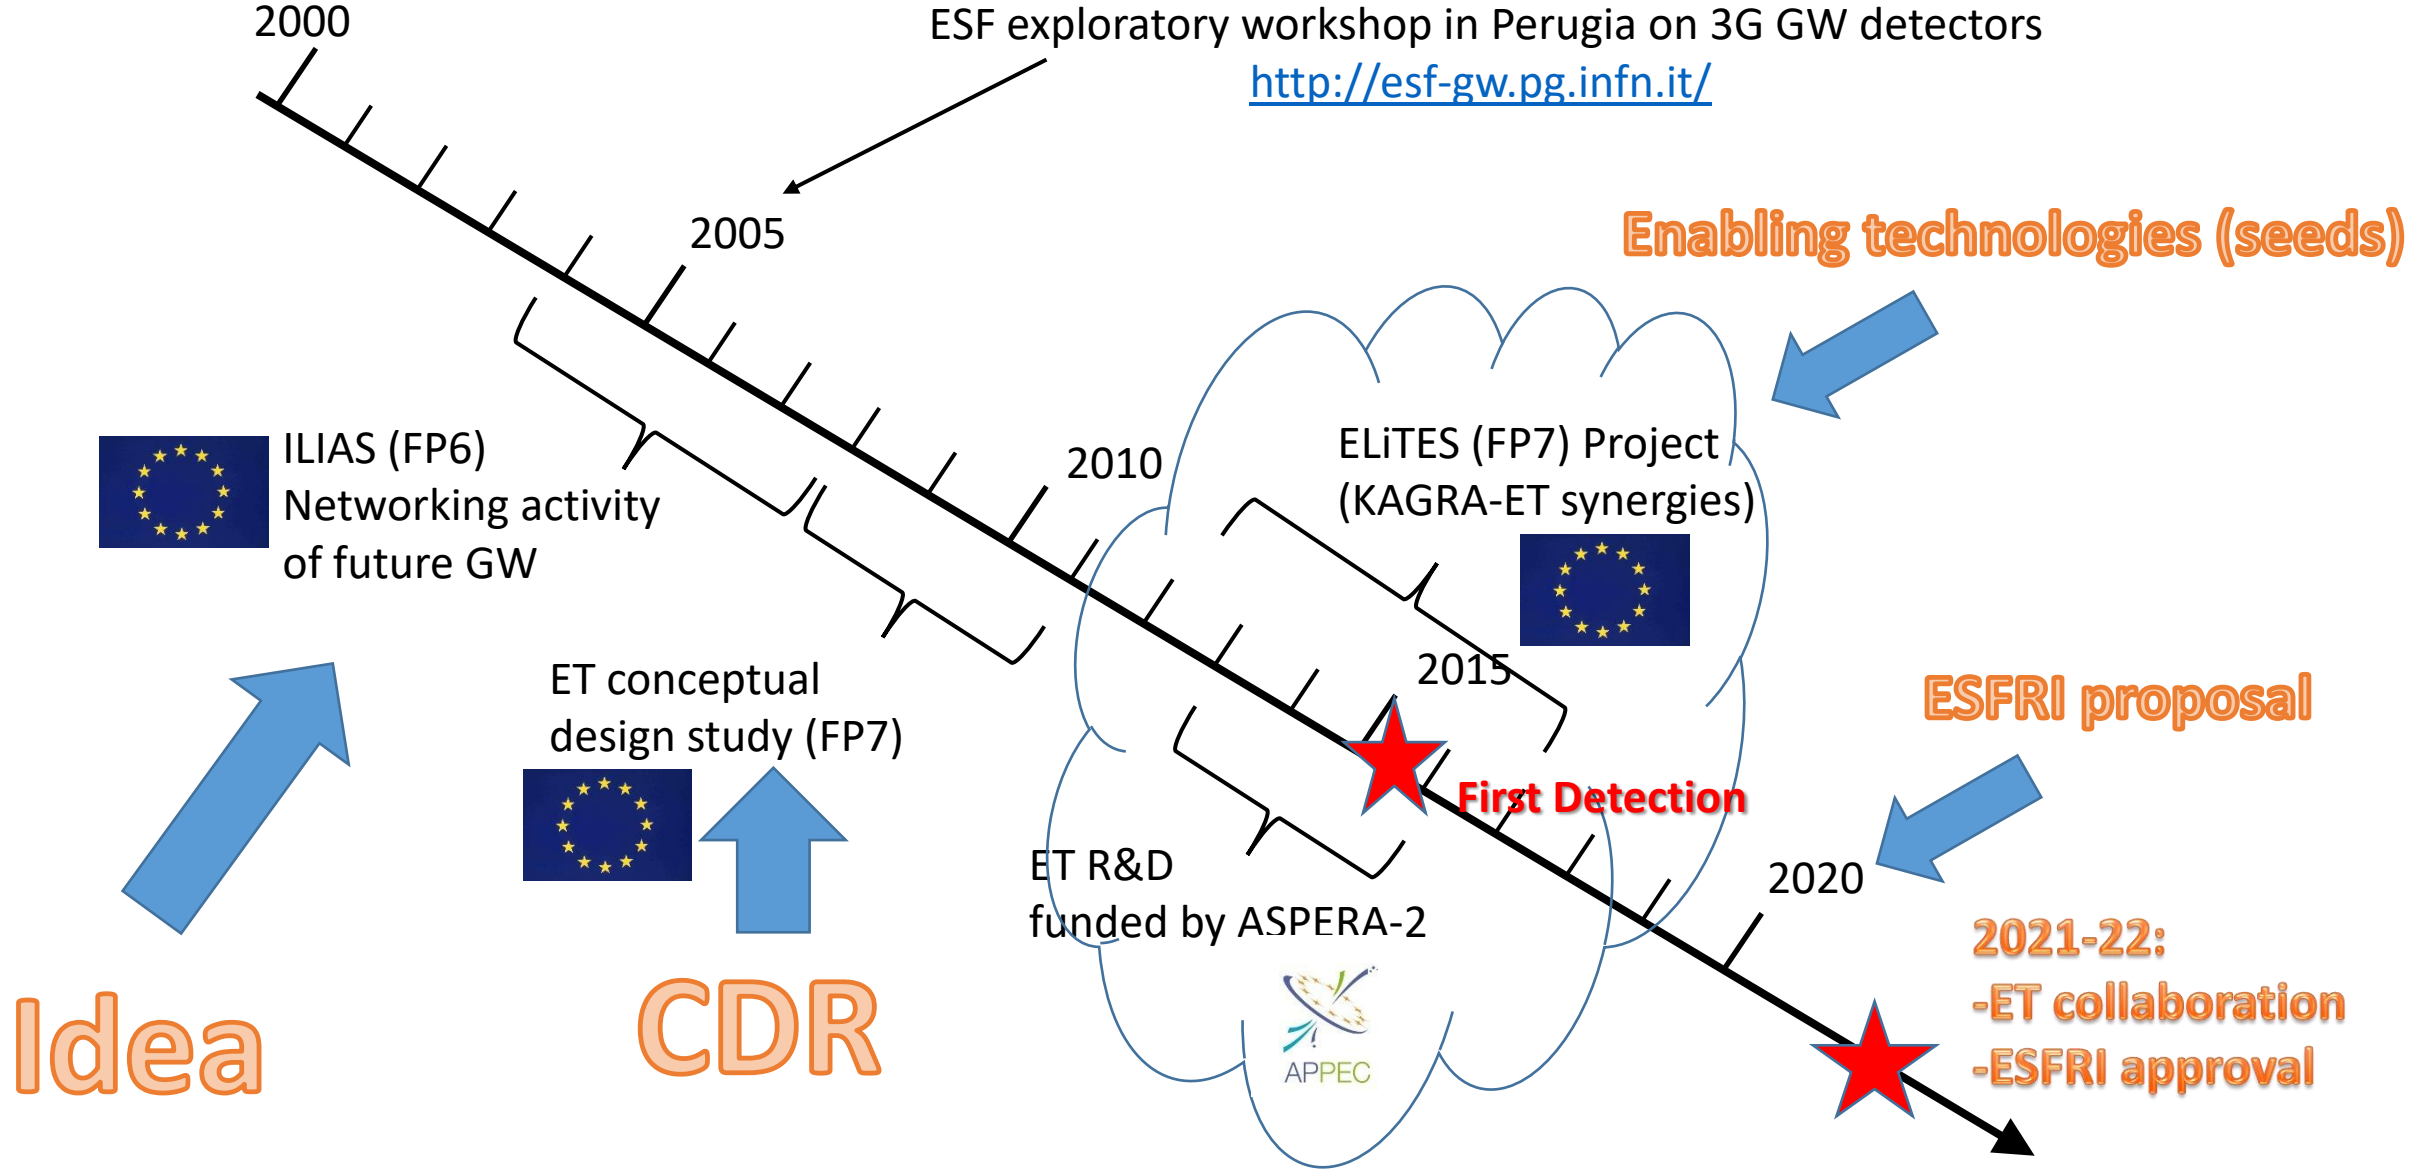 2000
ESF exploratory workshop in Perugia on 3G GW detectors
http://esf-gw.pg.infn.it/
2005
Enabling technologies (seeds)
ILIAS (FP6)
Networking activity
of future GW
2010
ELiTES (FP7) Project
(KAGRA-ET synergies)
ET conceptual
design study (FP7)
2015
ESFRI proposal
First Detection
ET R&D
funded by ASPERA-2
2020
APPEC
2021-22:
-ET collaboration
-ESFRI approval
Idea
CDR